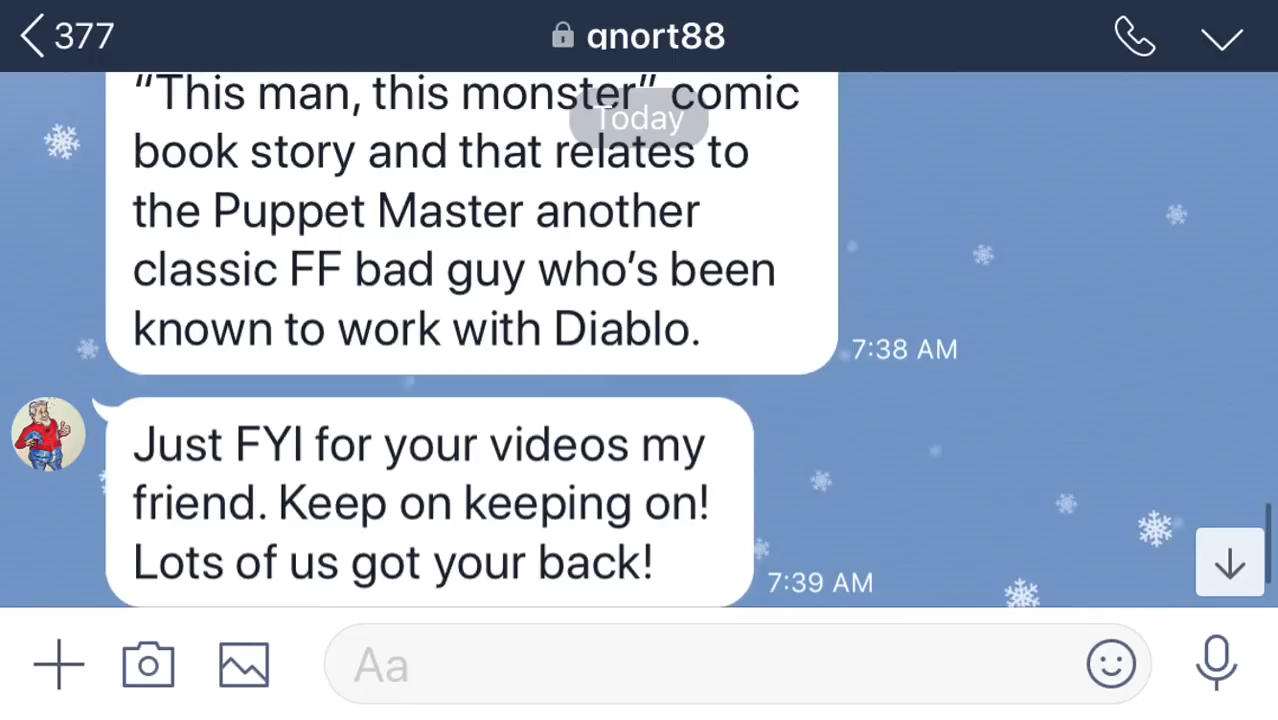 377
qnort88
"This man, this monster" comic
Today
book story and that relates to
the Puppet Master another
classic FF bad guy who's been
known to work with Diablo.
7:38 AM
Just FYI for your videos my
friend. Keep on keeping on!
Lots of us got your back!
7:39 AM
Aa